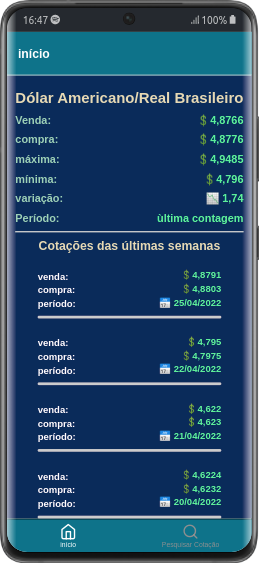 16:47 100%
início
Dólar Americano/Real Brasileiro
Venda: $ 4,8766
compra: $ 4,8776
máxima: $ 4,9485
mínima: $ 4,796
variação: 1,74
Período: ùltima contagem
Cotações das últimas semanas
venda: $ 4,8791
compra: $ 4,8803
período: 25/04/2022
venda: $ 4,795
compra: $ 4,7975
período: 22/04/2022
venda: $ 4,622
compra: $ 4,623
período: 21/04/2022
venda: $ 4,6224
compra: $ 4,6232
período: 20/04/2022
início Pesquisar Cotação